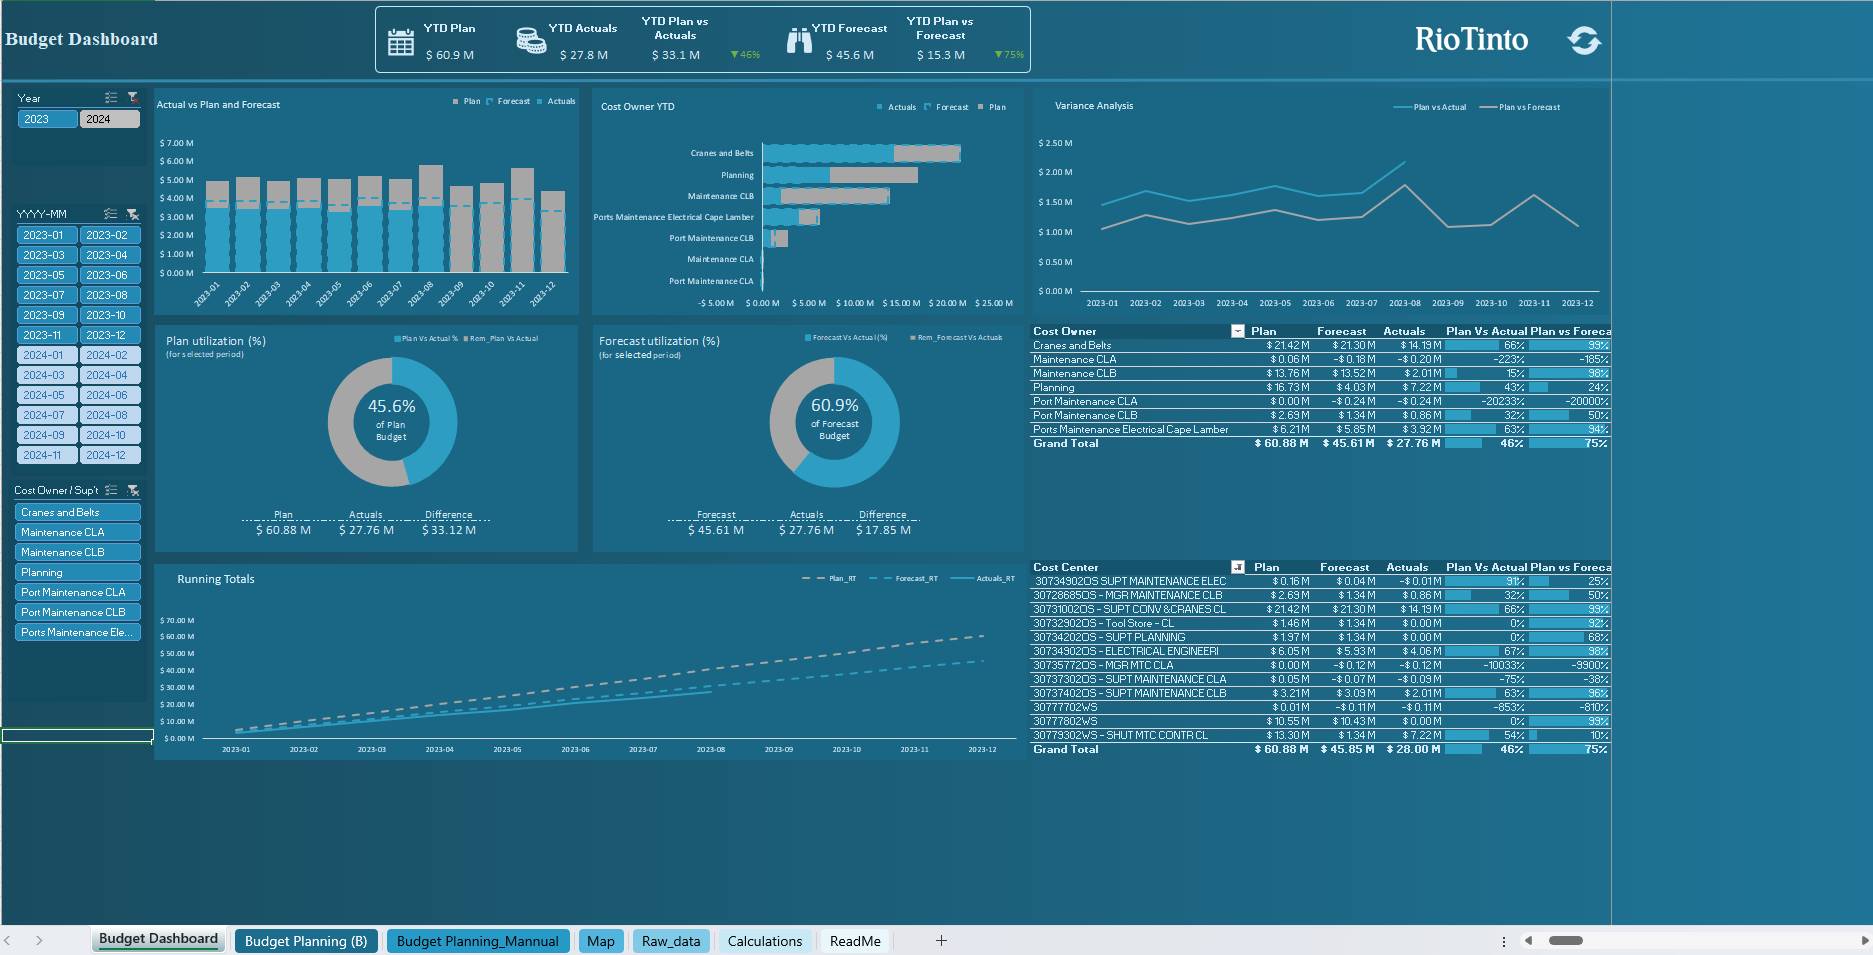 Budget Dashboard
YTD Plan
$ 60.9 M
YTD Actuals
$ 27.8 M
YTD Plan vs
Actuals
$ 33.1 M
▼46%
YTD Forecast
$ 45.6 M
YTD Plan vs
Forecast
$ 15.3 M
▼75%
RioTinto
Year
2023 2024
YYYY-MM
2023-01 2023-02
2023-03 2023-04
2023-05 2023-06
2023-07 2023-08
2023-09 2023-10
2023-11 2023-12
2024-01 2024-02
2024-03 2024-04
2024-05 2024-06
2024-07 2024-08
2024-09 2024-10
2024-11 2024-12
Cost Owner / Sup't
Cranes and Belts
Maintenance CLA
Maintenance CLB
Planning
Port Maintenance CLA
Port Maintenance CLB
Ports Maintenance Ele...
Actual vs Plan and Forecast
Plan Forecast Actuals
$ 7.00 M
$ 6.00 M
$ 5.00 M
$ 4.00 M
$ 3.00 M
$ 2.00 M
$ 1.00 M
$ 0.00 M
2023-01 2023-02 2023-03 2023-04 2023-05 2023-06 2023-07 2023-08 2023-09 2023-10 2023-11 2023-12
Cost Owner YTD
Actuals Forecast Plan
Cranes and Belts
Planning
Maintenance CLB
Ports Maintenance Electrical Cape Lamber
Port Maintenance CLB
Maintenance CLA
Port Maintenance CLA
-$ 5.00 M $ 0.00 M $ 5.00 M $ 10.00 M $ 15.00 M $ 20.00 M $ 25.00 M
Variance Analysis
Plan vs Actual Plan vs Forecast
$ 2.50 M
$ 2.00 M
$ 1.50 M
$ 1.00 M
$ 0.50 M
$ 0.00 M
2023-01 2023-02 2023-03 2023-04 2023-05 2023-06 2023-07 2023-08 2023-09 2023-10 2023-11 2023-12
Plan utilization (%)
(for selected period)
Plan Vs Actual % Rem_Plan Vs Actual
45.6%
of Plan
Budget
Plan Actuals Difference
$ 60.88 M $ 27.76 M $ 33.12 M
Forecast utilization (%)
(for selected period)
Forecast Vs Actual (%) Rem_Forecast Vs Actuals
60.9%
of Forecast
Budget
Forecast Actuals Difference
$ 45.61 M $ 27.76 M $ 17.85 M
Cost Owner Plan Forecast Actuals Plan Vs Actual Plan vs Foreca
Cranes and Belts $ 21.42 M $ 21.30 M $ 14.19 M 66% 99%
Maintenance CLA $ 0.06 M -$ 0.18 M -$ 0.20 M -223% -185%
Maintenance CLB $ 13.76 M $ 13.52 M $ 2.01 M 15% 98%
Planning $ 16.73 M $ 4.03 M $ 7.22 M 43% 24%
Port Maintenance CLA $ 0.00 M -$ 0.24 M -$ 0.24 M -20233% -20000%
Port Maintenance CLB $ 2.69 M $ 1.34 M $ 0.86 M 32% 50%
Ports Maintenance Electrical Cape Lamber $ 6.21 M $ 5.85 M $ 3.92 M 63% 94%
Grand Total $ 60.88 M $ 45.61 M $ 27.76 M 46% 75%
Running Totals
Plan_RT Forecast_RT Actuals_RT
$ 70.00 M
$ 60.00 M
$ 50.00 M
$ 40.00 M
$ 30.00 M
$ 20.00 M
$ 10.00 M
$ 0.00 M
2023-01 2023-02 2023-03 2023-04 2023-05 2023-06 2023-07 2023-08 2023-09 2023-10 2023-11 2023-12
Cost Center Plan Forecast Actuals Plan Vs Actual Plan vs Foreca
30734902OS SUPT MAINTENANCE ELEC $ 0.16 M $ 0.04 M -$ 0.01 M 91% 25%
30728685OS - MGR MAINTENANCE CLB $ 2.69 M $ 1.34 M $ 0.86 M 32% 50%
30731002OS - SUPT CONV &CRANES CL $ 21.42 M $ 21.30 M $ 14.19 M 66% 99%
30732902OS - Tool Store - CL $ 1.46 M $ 1.34 M $ 0.00 M 0% 92%
30734202OS - SUPT PLANNING $ 1.97 M $ 1.34 M $ 0.00 M 0% 68%
30734902OS - ELECTRICAL ENGINEERI $ 6.05 M $ 5.93 M $ 4.06 M 67% 98%
30735772OS - MGR MTC CLA $ 0.00 M -$ 0.12 M -$ 0.12 M -10033% -9900%
30737302OS - SUPT MAINTENANCE CLA $ 0.05 M -$ 0.07 M -$ 0.09 M -75% -38%
30737402OS - SUPT MAINTENANCE CLB $ 3.21 M $ 3.09 M $ 2.01 M 63% 96%
30777702WS $ 0.01 M -$ 0.11 M -$ 0.11 M -853% -810%
30777802WS $ 10.55 M $ 10.43 M $ 0.00 M 0% 99%
30779302WS - SHUT MTC CONTR CL $ 13.30 M $ 1.34 M $ 7.22 M 54% 10%
Grand Total $ 60.88 M $ 45.85 M $ 28.00 M 46% 75%
Budget Dashboard Budget Planning (B) Budget Planning_Mannual Map Raw_data Calculations ReadMe